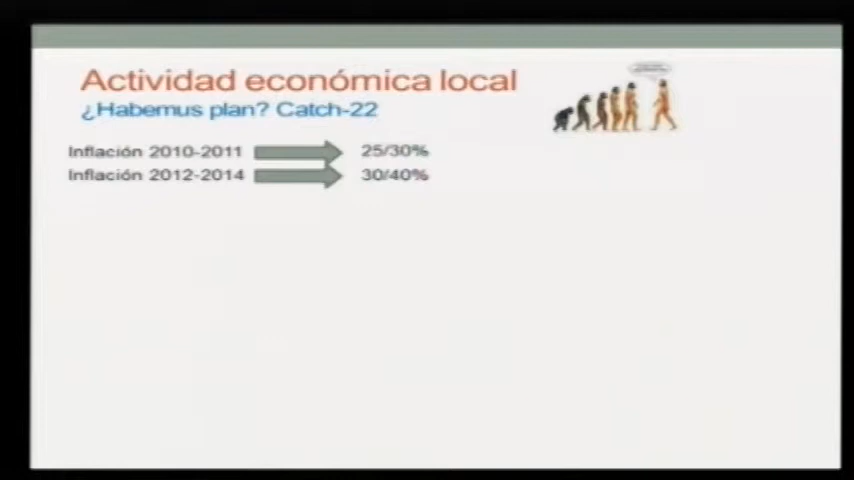 Actividad económica local
¿Habemus plan? Catch-22
Inflación 2010-2011 25/30%
Inflación 2012-2014 30/40%